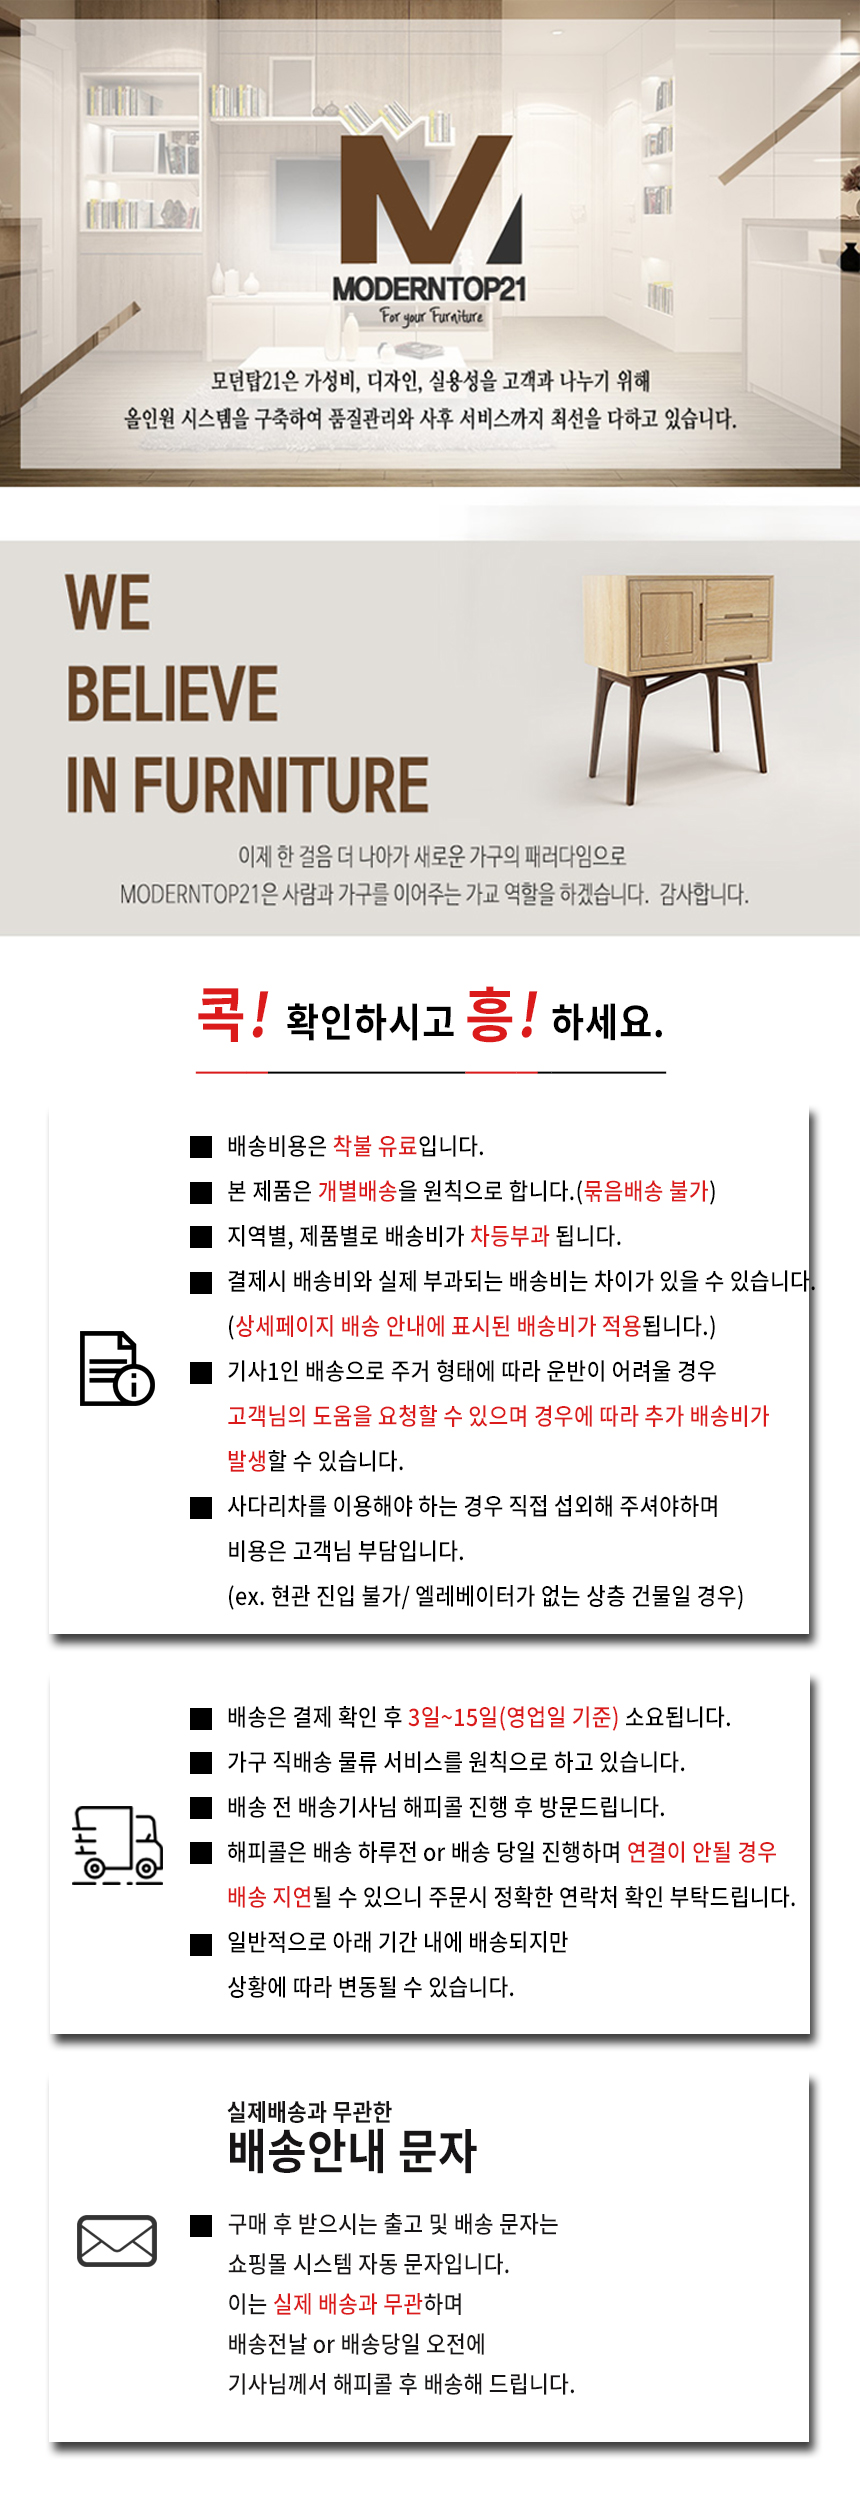 MODERNTOP21
For your Furniture
모던탑21은 가성비, 디자인, 실용성을 고객과 나누기 위해
올인원 시스템을 구축하여 품질관리와 사후 서비스까지 최선을 다하고 있습니다.
WE
BELIEVE
IN FURNITURE
이제 한 걸음 더 나아가 새로운 가구의 패러다임으로
MODERNTOP21은 사람과 가구를 이어주는 가교 역할을 하겠습니다. 감사합니다.
콕! 확인하시고 흥! 하세요.
■ 배송비용은 착불 유료입니다.
■ 본 제품은 개별배송을 원칙으로 합니다.(묶음배송 불가)
■ 지역별, 제품별로 배송비가 차등부과 됩니다.
■ 결제시 배송비와 실제 부과되는 배송비는 차이가 있을 수 있습니다.
(상세페이지 배송 안내에 표시된 배송비가 적용됩니다.)
■ 기사1인 배송으로 주거 형태에 따라 운반이 어려울 경우
고객님의 도움을 요청할 수 있으며 경우에 따라 추가 배송비가
발생할 수 있습니다.
■ 사다리차를 이용해야 하는 경우 직접 섭외해 주셔야하며
비용은 고객님 부담입니다.
(ex. 현관 진입 불가/ 엘레베이터가 없는 상층 건물일 경우)
■ 배송은 결제 확인 후 3일~15일(영업일 기준) 소요됩니다.
■ 가구 직배송 물류 서비스를 원칙으로 하고 있습니다.
■ 배송 전 배송기사님 해피콜 진행 후 방문드립니다.
■ 해피콜은 배송 하루전 or 배송 당일 진행하며 연결이 안될 경우
배송 지연될 수 있으니 주문시 정확한 연락처 확인 부탁드립니다.
■ 일반적으로 아래 기간 내에 배송되지만
상황에 따라 변동될 수 있습니다.
실제배송과 무관한
배송안내 문자
■ 구매 후 받으시는 출고 및 배송 문자는
쇼핑몰 시스템 자동 문자입니다.
이는 실제 배송과 무관하며
배송전날 or 배송당일 오전에
기사님께서 해피콜 후 배송해 드립니다.